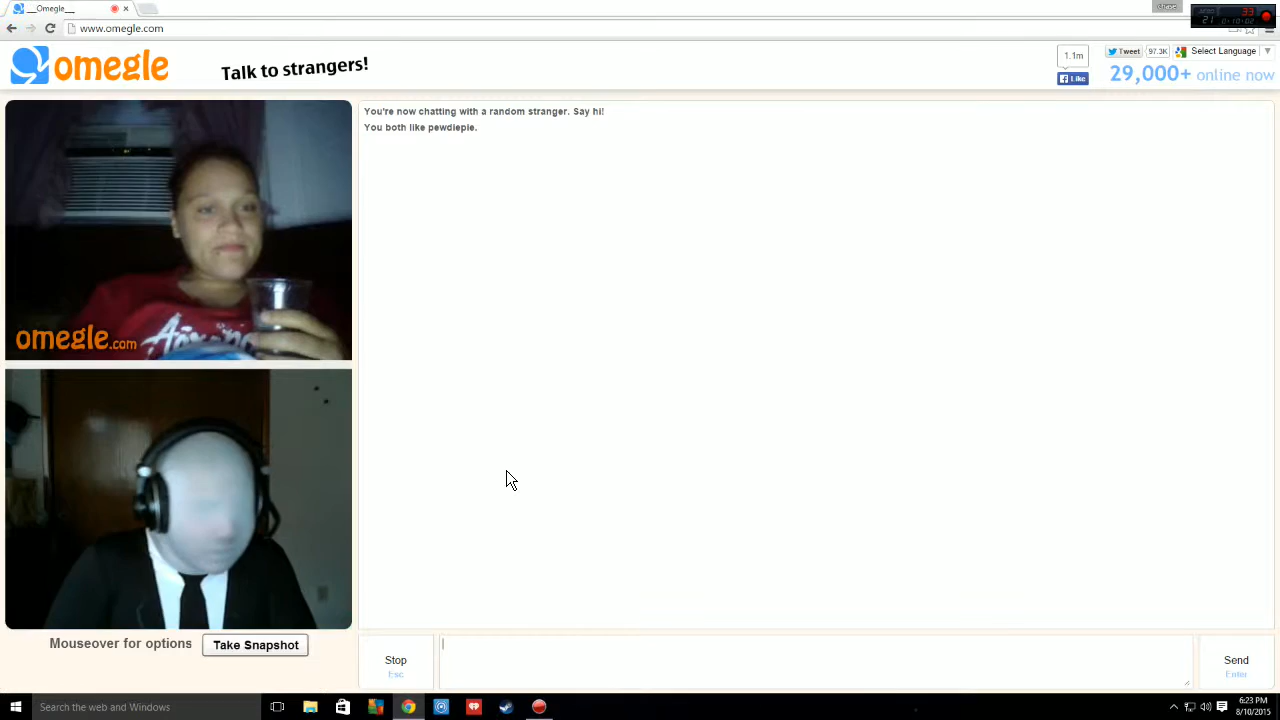 __Omegle__
www.omegle.com
omegle
Talk to strangers!
1.1m
Like
Tweet
97.3K
Select Language
29,000+ online now
You're now chatting with a random stranger. Say hi!
You both like pewdiepie.
omegle.com
Mouseover for options
Take Snapshot
Stop
Esc
Send
Enter
Search the web and Windows
6:23 PM
8/10/2015